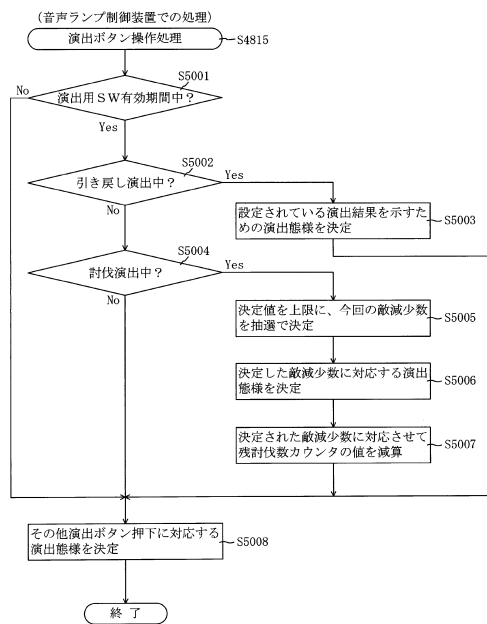 (音声ランプ制御装置での処理)
演出ボタン操作処理
S4815
S5001
No
演出用SW有効期間中?
Yes
S5002
引き戻し演出中?
Yes
No
設定されている演出結果を示すた
めの演出態様を決定
S5003
S5004
討伐演出中?
Yes
No
決定値を上限に、今回の敵減少数
を抽選で決定
S5005
決定した敵減少数に対応する演出
態様を決定
S5006
決定された敵減少数に対応させて
残討伐数カウンタの値を減算
S5007
その他演出ボタン押下に対応する
演出態様を決定
S5008
終了